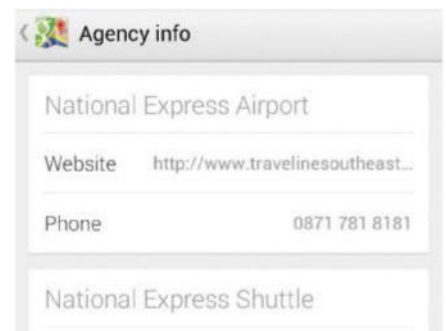 Agency info
National Express Airport
Website http://www.travelinesoutheast...
Phone 0871 781 8181
National Express Shuttle